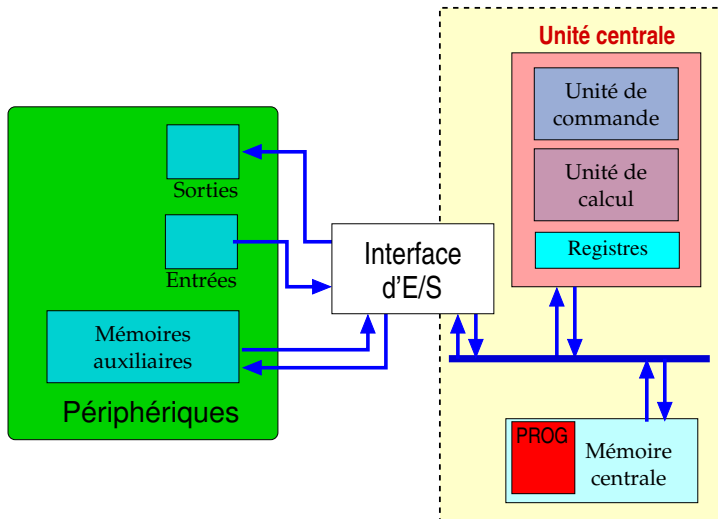 Unité centrale
Unité de
commande
Unité de
calcul
Registres
Sorties
Entrées
Interface
d'E/S
Mémoires
auxiliaires
Périphériques
PROG
Mémoire
centrale